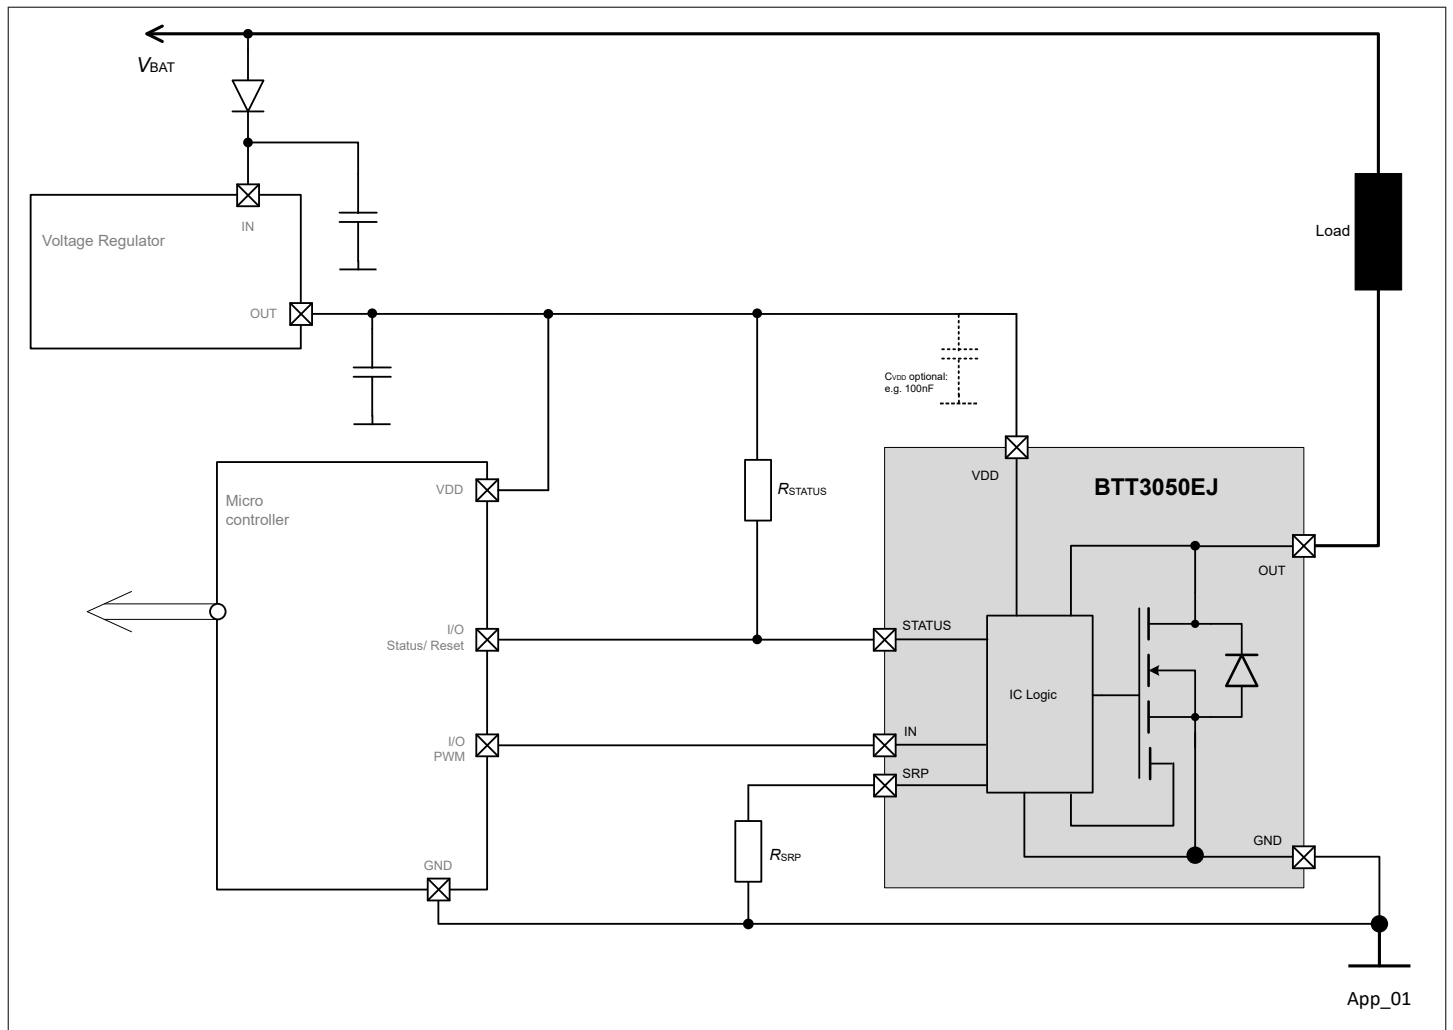 VBAT
IN
Voltage Regulator
Load
OUT
CVDD optional:
e.g. 100nF
VDD
BTT3050EJ
VDD
RSTATUS
Micro
controller
OUT
I/O
Status/ Reset
STATUS
IC Logic
I/O
PWM
IN
SRP
GND
RSRP
GND
App_01